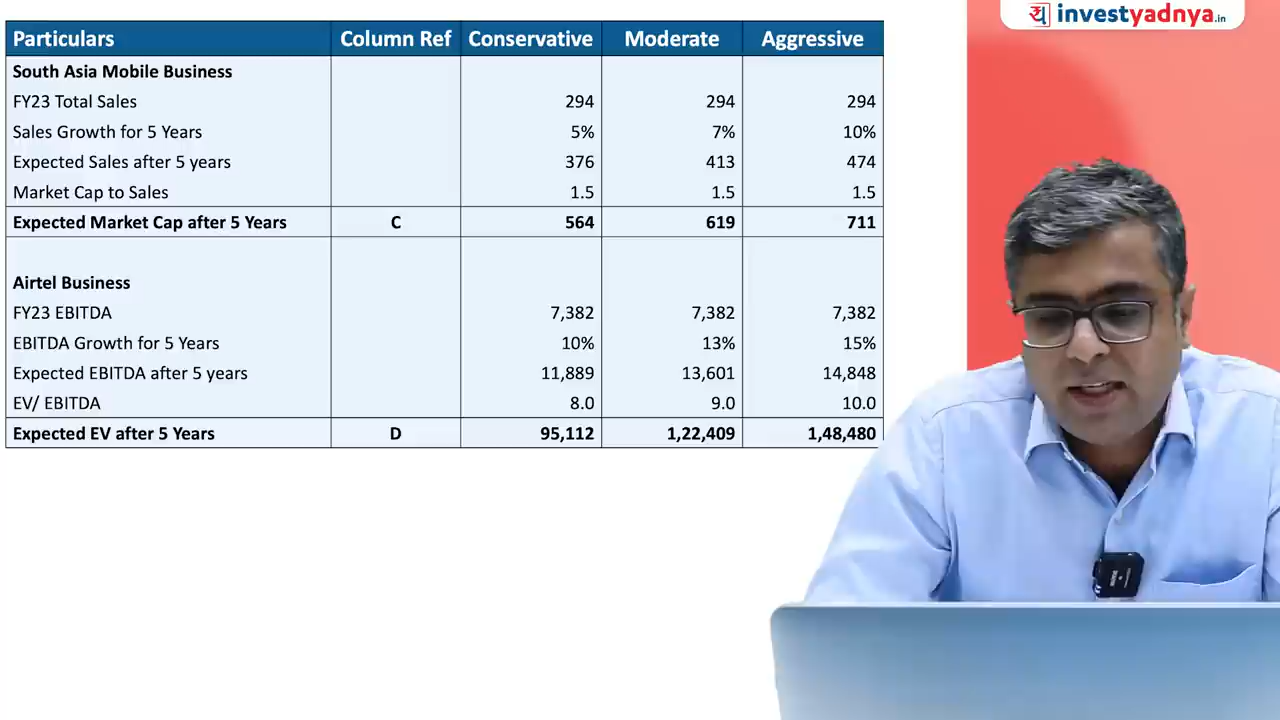 investyadnya.in
Particulars Column Ref Conservative Moderate Aggressive
South Asia Mobile Business
FY23 Total Sales 294 294 294
Sales Growth for 5 Years 5% 7% 10%
Expected Sales after 5 years 376 413 474
Market Cap to Sales 1.5 1.5 1.5
Expected Market Cap after 5 Years C 564 619 711
Airtel Business
FY23 EBITDA 7,382 7,382 7,382
EBITDA Growth for 5 Years 10% 13% 15%
Expected EBITDA after 5 years 11,889 13,601 14,848
EV/ EBITDA 8.0 9.0 10.0
Expected EV after 5 Years D 95,112 1,22,409 1,48,480